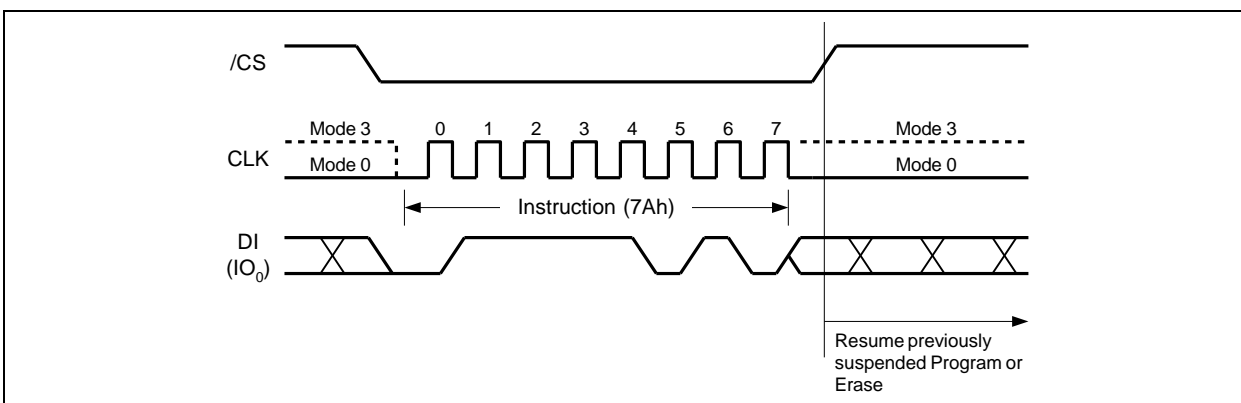 /CS
Mode 3 0 1 2 3 4 5 6 7 Mode 3
CLK
Mode 0 Mode 0
Instruction (7Ah)
DI
(IO0)
Resume previously
suspended Program or
Erase